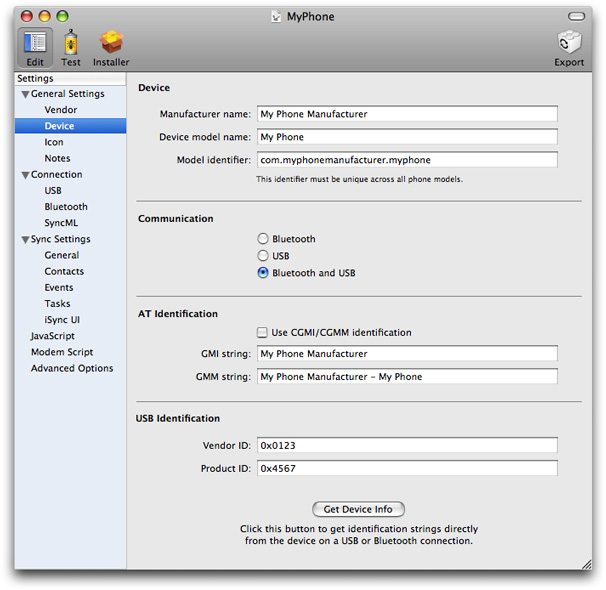 MyPhone
Edit Test Installer Export
Settings
General Settings
Vendor
Device
Icon
Notes
Connection
USB
Bluetooth
SyncML
Sync Settings
General
Contacts
Events
Tasks
iSync UI
JavaScript
Modem Script
Advanced Options
Device
Manufacturer name: My Phone Manufacturer
Device model name: My Phone
Model identifier: com.myphonemanufacturer.myphone
This identifier must be unique across all phone models.
Communication
Bluetooth
USB
Bluetooth and USB
AT Identification
Use CGMI/CGMM identification
GMI string: My Phone Manufacturer
GMM string: My Phone Manufacturer – My Phone
USB Identification
Vendor ID: 0x0123
Product ID: 0x4567
Get Device Info
Click this button to get identification strings directly
from the device on a USB or Bluetooth connection.